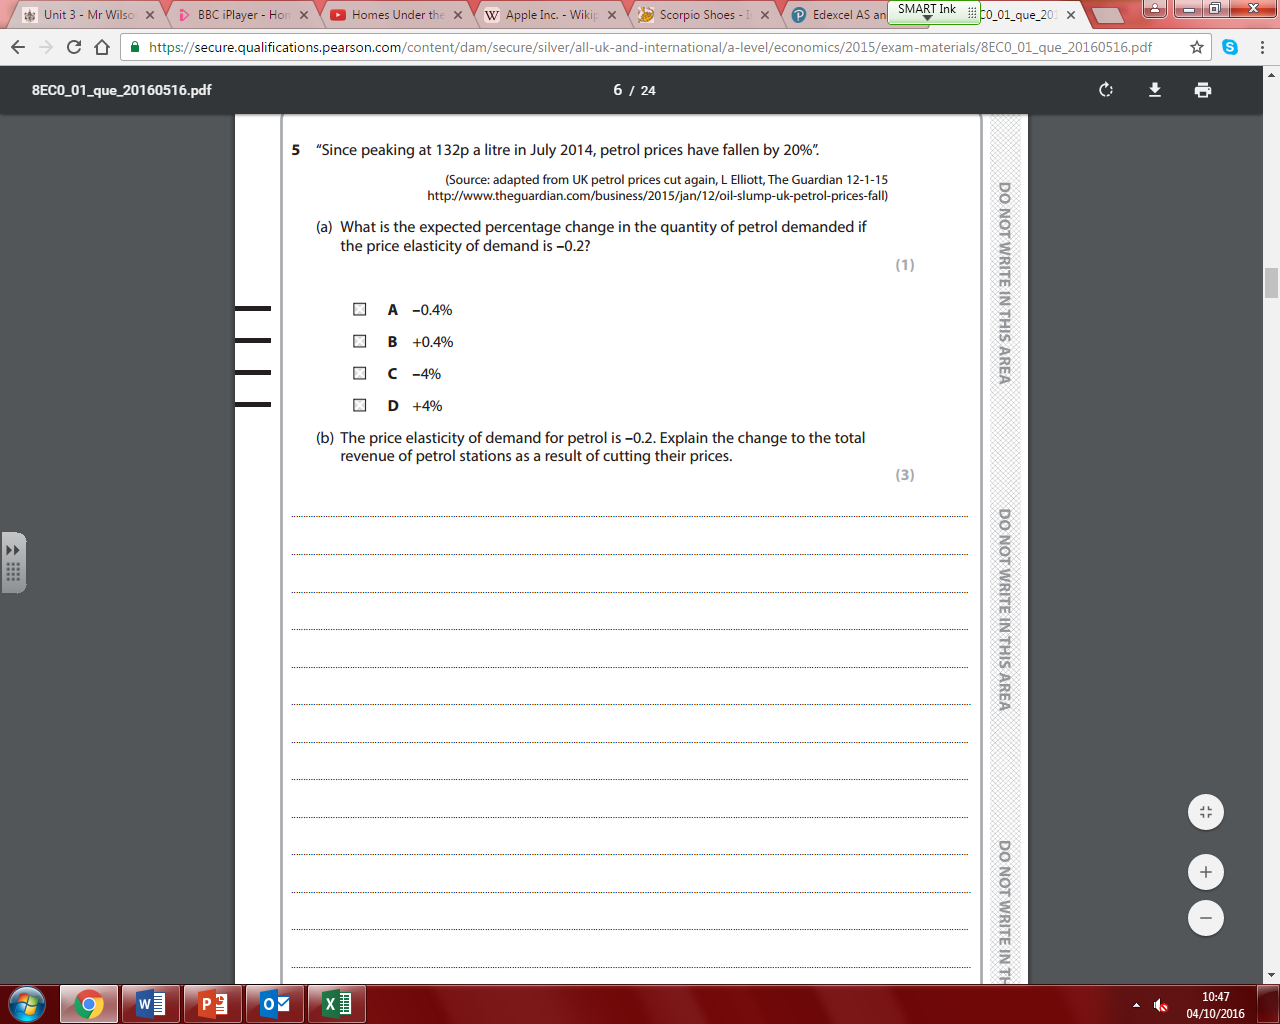 Unit 3 - Mr Wilso
BBC iPlayer - Hom
Homes Under the
Apple Inc. - Wikip
Scorpio Shoes - I
Edexcel AS an
SMART Ink
EC0_01_que_201
https://secure.qualifications.pearson.com/content/dam/secure/silver/all-uk-and-international/a-level/economics/2015/exam-materials/8EC0_01_que_20160516.pdf
8EC0_01_que_20160516.pdf
6 / 24
5 “Since peaking at 132p a litre in July 2014, petrol prices have fallen by 20%”.
(Source: adapted from UK petrol prices cut again, L Elliott, The Guardian 12-1-15
http://www.theguardian.com/business/2015/jan/12/oil-slump-uk-petrol-prices-fall)
(a) What is the expected percentage change in the quantity of petrol demanded if
the price elasticity of demand is –0.2?
(1)
A –0.4%
B +0.4%
C –4%
D +4%
(b) The price elasticity of demand for petrol is –0.2. Explain the change to the total
revenue of petrol stations as a result of cutting their prices.
(3)
DO NOT WRITE IN THIS AREA
DO NOT WRITE IN THIS AREA
DO NOT WRITE IN TH
10:47
04/10/2016